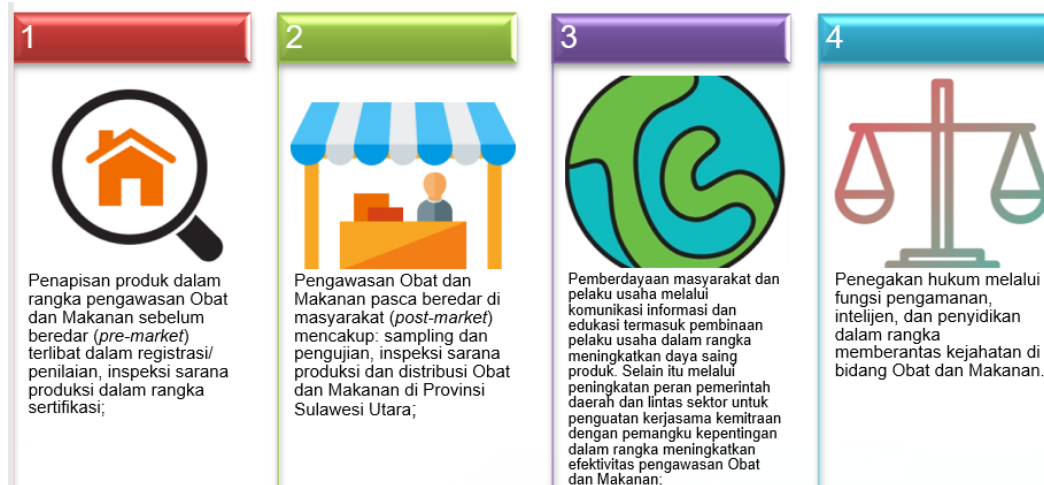 1
Penapisan produk dalam
rangka pengawasan Obat
dan Makanan sebelum
beredar (pre-market)
terlibat dalam registrasi/
penilaian, inspeksi sarana
produksi dalam rangka
sertifikasi;
2
Pengawasan Obat dan
Makanan pasca beredar di
masyarakat (post-market)
mencakup: sampling dan
pengujian, inspeksi sarana
produksi dan distribusi Obat
dan Makanan di Provinsi
Sulawesi Utara;
3
Pemberdayaan masyarakat dan
pelaku usaha melalui
komunikasi informasi dan
edukasi termasuk pembinaan
pelaku usaha dalam rangka
meningkatkan daya saing
produk. Selain itu melalui
peningkatan peran pemerintah
daerah dan lintas sektor untuk
penguatan kerjasama kemitraan
dengan pemangku kepentingan
dalam rangka meningkatkan
efektivitas pengawasan Obat
dan Makanan;
4
Penegakan hukum melalui
fungsi pengamanan,
intelijen, dan penyidikan
dalam rangka
memberantas kejahatan di
bidang Obat dan Makanan.